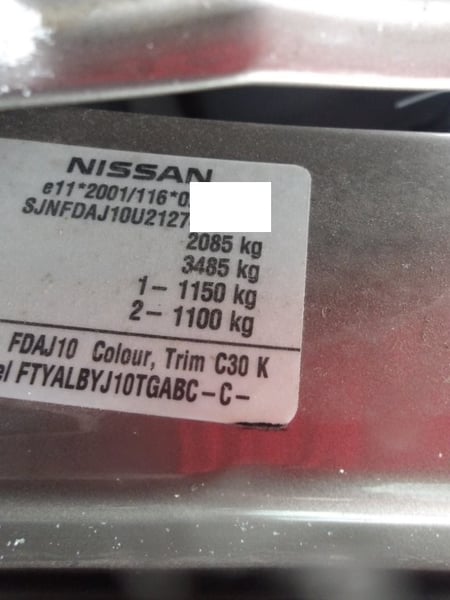 NISSAN
e11*2001/116*0
SJNFDAJ10U2127
2085 kg
3485 kg
1- 1150 kg
2- 1100 kg
FDAJ10 Colour, Trim C30 K
el FTYALBYJ10TGABC-C-